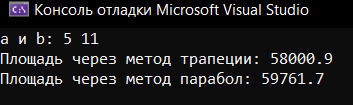 Консоль отладки Microsoft Visual Studio
a и b: 5 11
Площадь через метод трапеции: 58000.9
Площадь через метод парабол: 59761.7